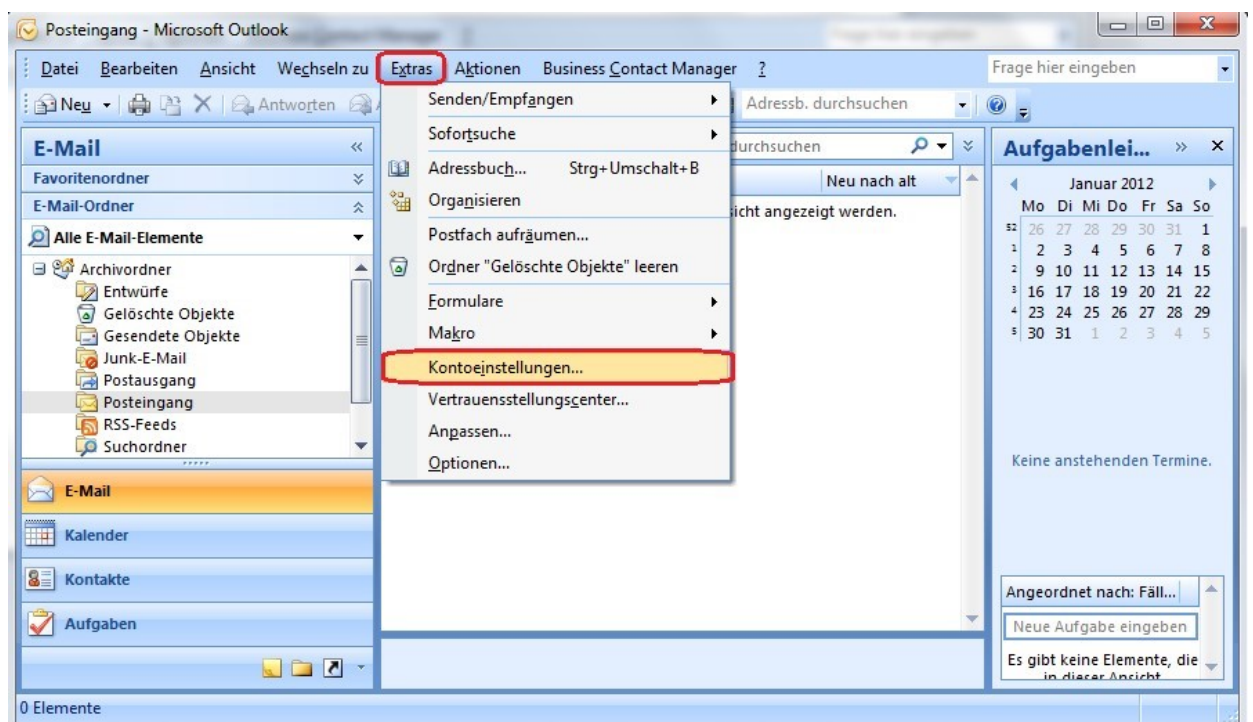 Posteingang - Microsoft Outlook
Datei Bearbeiten Ansicht Wechseln zu Extras Aktionen Business Contact Manager ?
Frage hier eingeben
Neu Antworten
Adressb. durchsuchen
E-Mail
Favoritenordner
E-Mail-Ordner
Alle E-Mail-Elemente
Archivordner
Entwürfe
Gelöschte Objekte
Gesendete Objekte
Junk-E-Mail
Postausgang
Posteingang
RSS-Feeds
Suchordner
E-Mail
Kalender
Kontakte
Aufgaben
Senden/Empfangen
Sofortsuche
Adressbuch... Strg+Umschalt+B
Organisieren
Postfach aufräumen...
Ordner "Gelöschte Objekte" leeren
Formulare
Makro
Kontoeinstellungen...
Vertrauensstellungscenter...
Anpassen...
Optionen...
durchsuchen
Neu nach alt
sicht angezeigt werden.
Aufgabenlei...
Januar 2012
Mo Di Mi Do Fr Sa So
52 26 27 28 29 30 31 1
1 2 3 4 5 6 7 8
2 9 10 11 12 13 14 15
3 16 17 18 19 20 21 22
4 23 24 25 26 27 28 29
5 30 31 1 2 3 4 5
Keine anstehenden Termine.
Angeordnet nach: Fäll...
Neue Aufgabe eingeben
Es gibt keine Elemente, die
in dieser Ansicht
0 Elemente